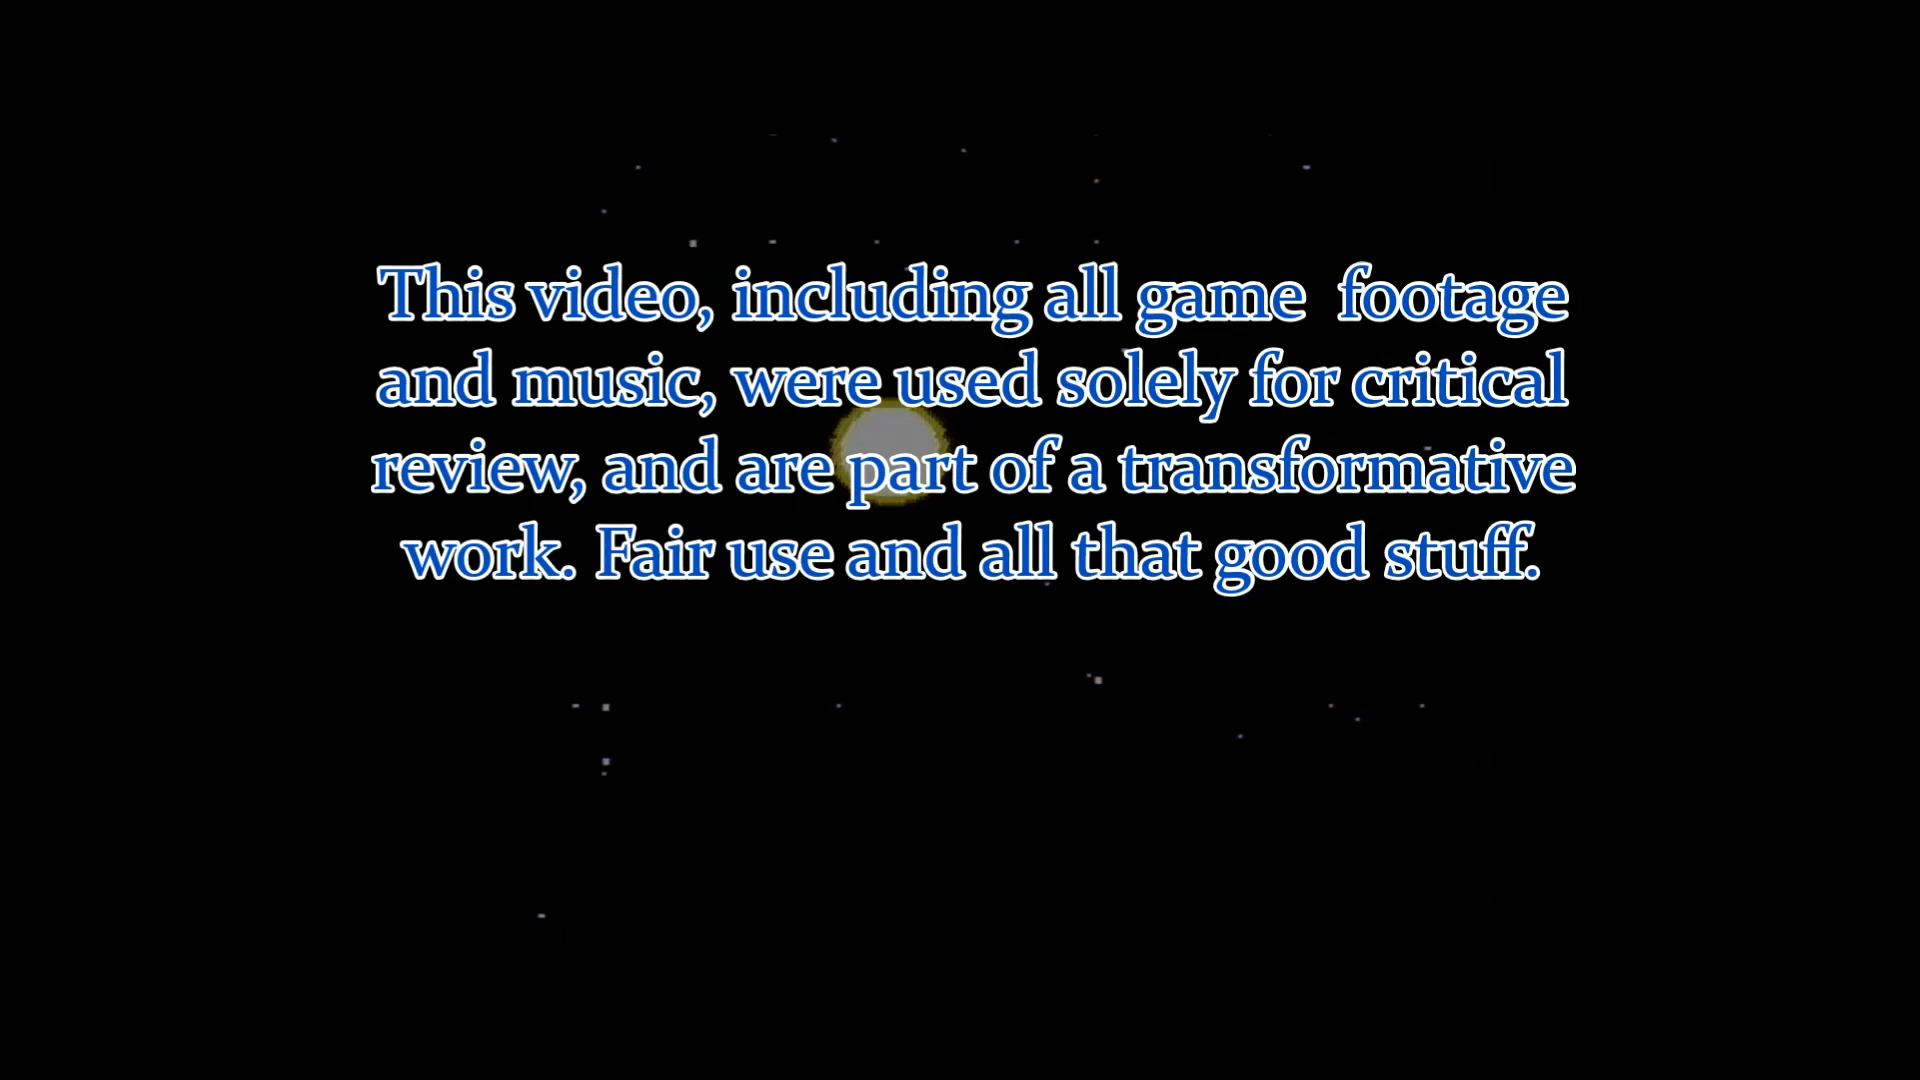 This video, including all game  footage
and music, were used solely for critical
review, and are part of a transformative
work. Fair use and all that good stuff.